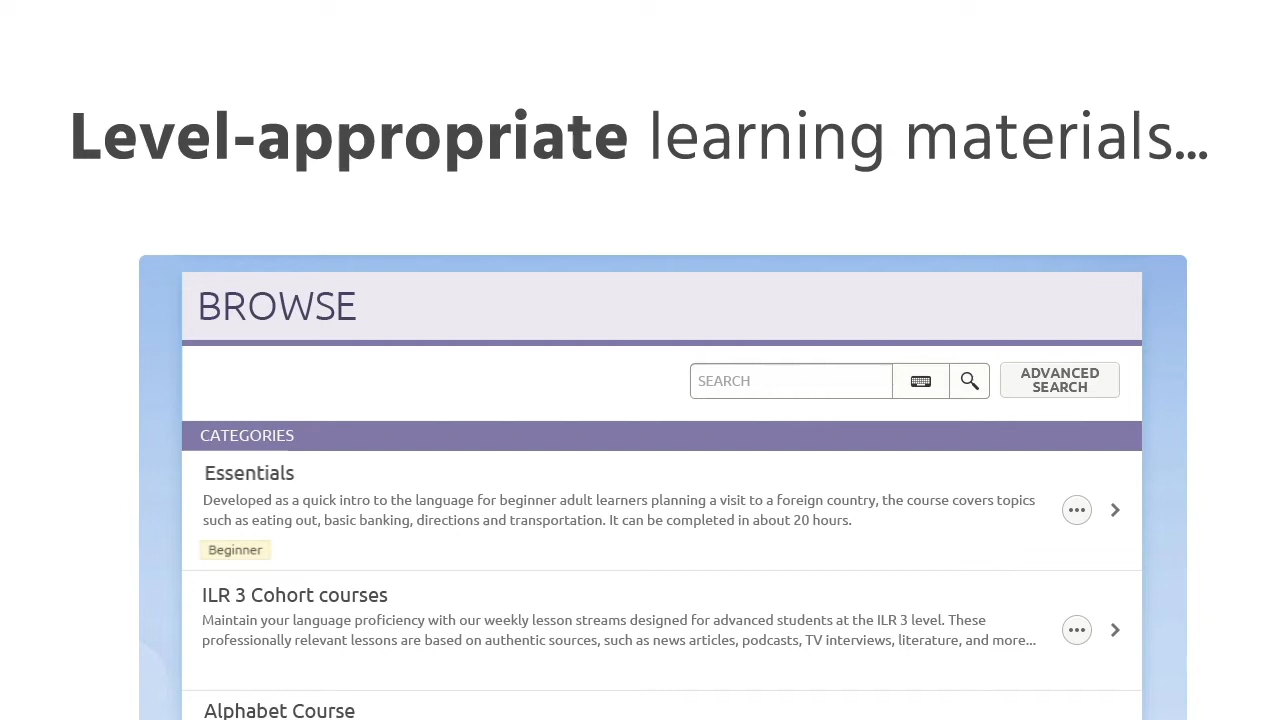 Level-appropriate learning materials...
BROWSE
SEARCH
ADVANCED
SEARCH
CATEGORIES
Essentials
Developed as a quick intro to the language for beginner adult learners planning a visit to a foreign country, the course covers topics
such as eating out, basic banking, directions and transportation. It can be completed in about 20 hours.
Beginner
ILR 3 Cohort courses
Maintain your language proficiency with our weekly lesson streams designed for advanced students at the ILR 3 level. These
professionally relevant lessons are based on authentic sources, such as news articles, podcasts, TV interviews, literature, and more...
Alphabet Course